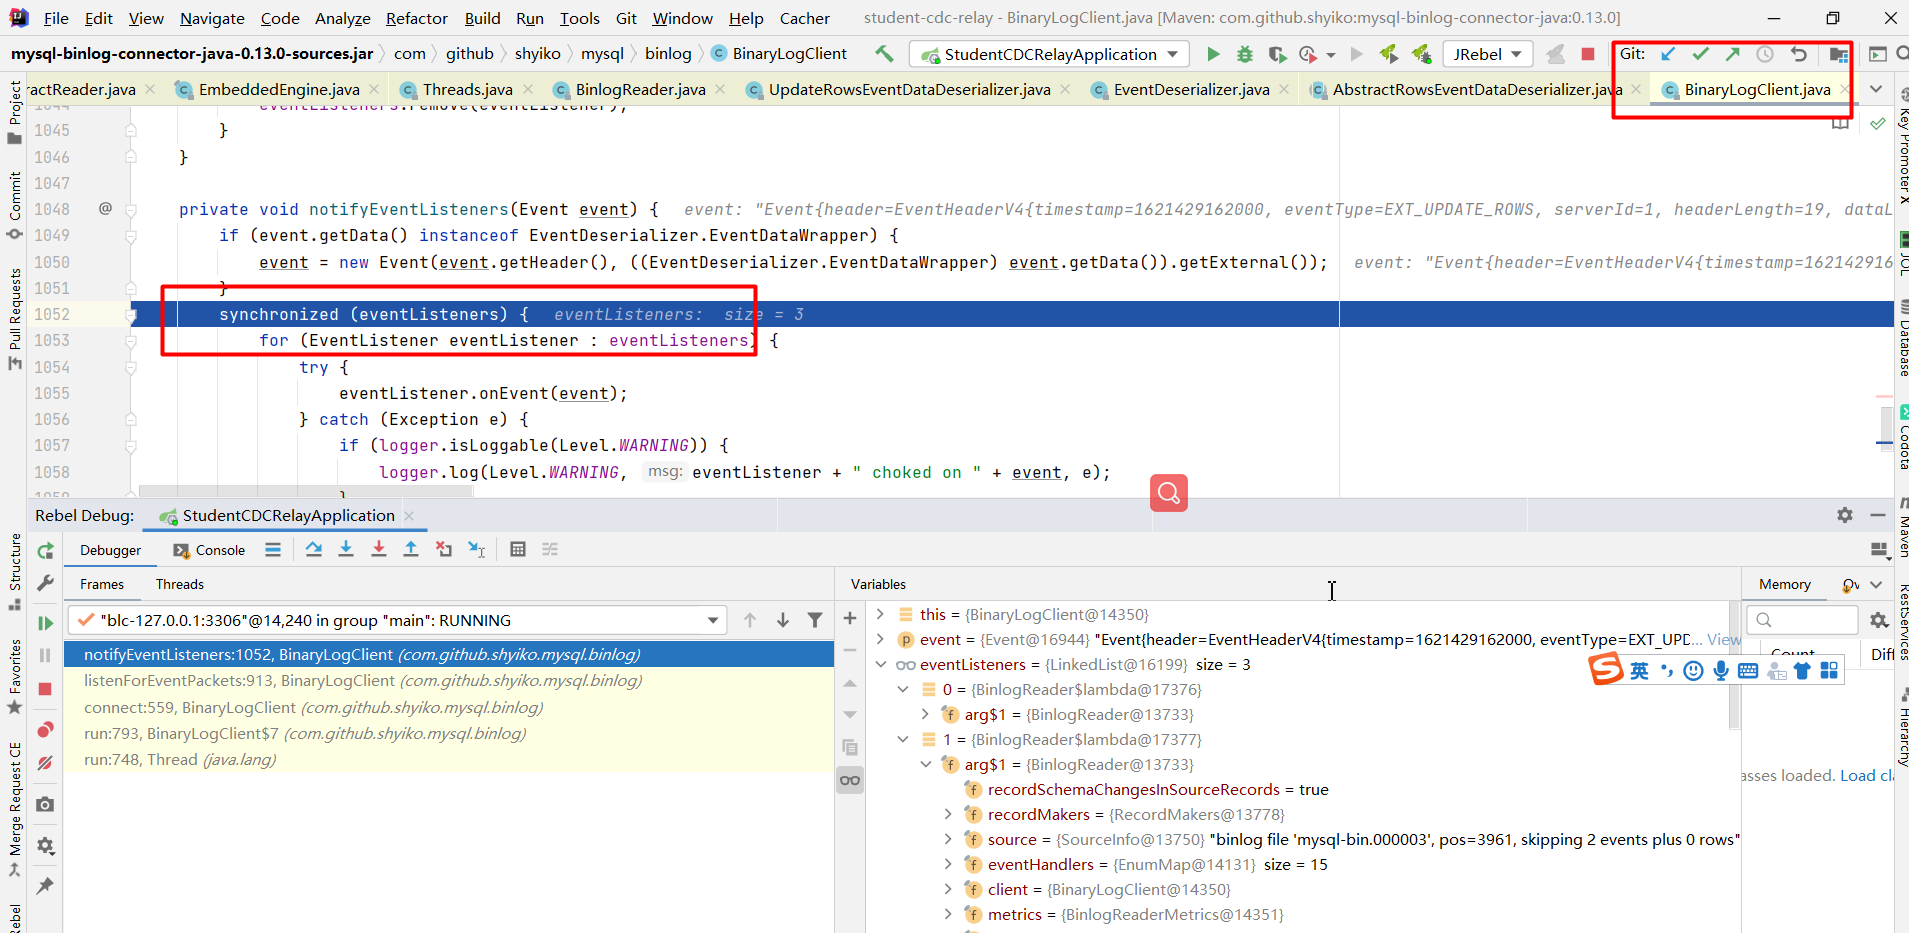 File Edit View Navigate Code Analyze Refactor Build Run Tools Git Window Help Cacher student-cdc-relay - BinaryLogClient.java [Maven: com.github.shyiko:mysql-binlog-connector-java:0.13.0]
mysql-binlog-connector-java-0.13.0-sources.jar com github shyiko mysql binlog BinaryLogClient StudentCDCRelayApplication JRebel Git:
ractReader.java EmbeddedEngine.java Threads.java BinlogReader.java UpdateRowsEventDataDeserializer.java EventDeserializer.java AbstractRowsEventDataDeserializer.java BinaryLogClient.java
eventListeners.remove(eventListener);
1045 }
1046 }
1047
1048 @ private void notifyEventListeners(Event event) { event: "Event{header=EventHeaderV4{timestamp=1621429162000, eventType=EXT_UPDATE_ROWS, serverId=1, headerLength=19, dataL
1049 if (event.getData() instanceof EventDeserializer.EventDataWrapper) {
1050 event = new Event(event.getHeader(), ((EventDeserializer.EventDataWrapper) event.getData()).getExternal()); event: "Event{header=EventHeaderV4{timestamp=16214291
1051 }
1052 synchronized (eventListeners) { eventListeners: size = 3
1053 for (EventListener eventListener : eventListeners) {
1054 try {
1055 eventListener.onEvent(event);
1056 } catch (Exception e) {
1057 if (logger.isLoggable(Level.WARNING)) {
1058 logger.log(Level.WARNING, msg: eventListener + " choked on " + event, e);
1059 }
Rebel Debug: StudentCDCRelayApplication
Debugger Console
Frames Threads
"blc-127.0.0.1:3306"@14,240 in group "main": RUNNING
notifyEventListeners:1052, BinaryLogClient (com.github.shyiko.mysql.binlog)
listenForEventPackets:913, BinaryLogClient (com.github.shyiko.mysql.binlog)
connect:559, BinaryLogClient (com.github.shyiko.mysql.binlog)
run:793, BinaryLogClient$7 (com.github.shyiko.mysql.binlog)
run:748, Thread (java.lang)
Variables
this = {BinaryLogClient@14350}
event = {Event@16944} "Event{header=EventHeaderV4{timestamp=1621429162000, eventType=EXT_UPD... View
eventListeners = {LinkedList@16199} size = 3
0 = {BinlogReader$lambda@17376}
arg$1 = {BinlogReader@13733}
1 = {BinlogReader$lambda@17377}
arg$1 = {BinlogReader@13733}
recordSchemaChangesInSourceRecords = true
recordMakers = {RecordMakers@13778}
source = {SourceInfo@13750} "binlog file 'mysql-bin.000003', pos=3961, skipping 2 events plus 0 rows"
eventHandlers = {EnumMap@14131} size = 15
client = {BinaryLogClient@14350}
metrics = {BinlogReaderMetrics@14351}
Memory Ov
Count Diff
英
asses loaded. Load cla
Project
Commit
Pull Requests
Structure
Favorites
Merge Request CE
Rebel
Key Promoter X
JOL
Database
Codota
Maven
RestServices
Hierarchy